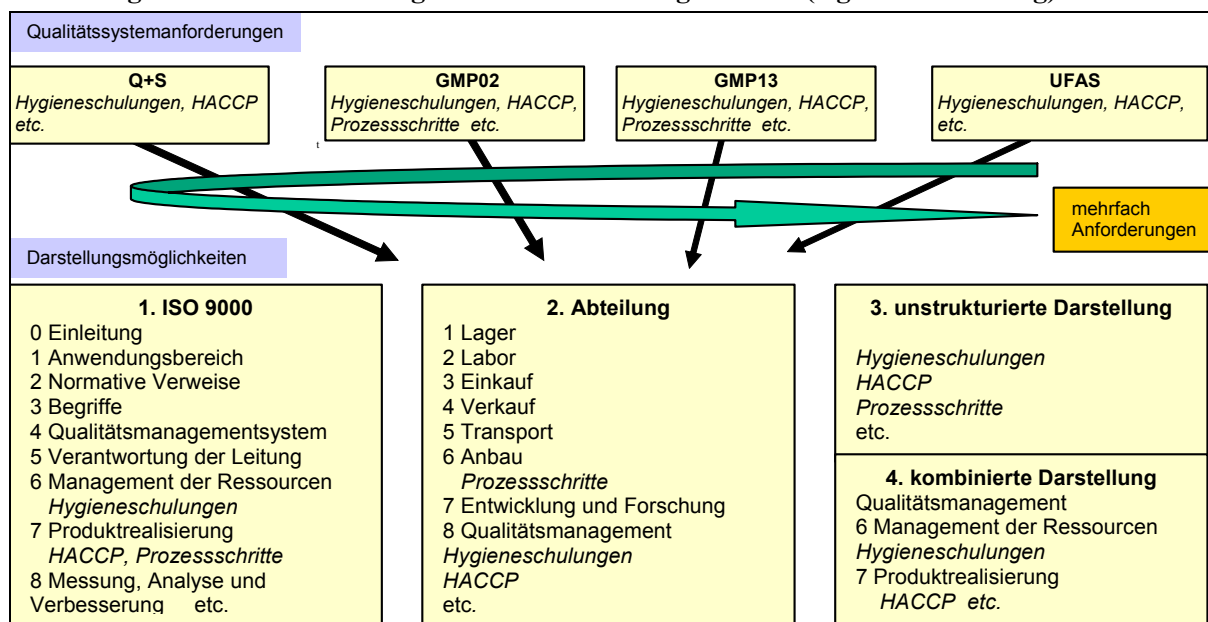 Qualitätssystemanforderungen
Q+S
Hygieneschulungen, HACCP
etc.
GMP02
Hygieneschulungen, HACCP,
Prozessschritte etc.
GMP13
Hygieneschulungen, HACCP,
Prozessschritte etc.
UFAS
Hygieneschulungen, HACCP,
etc.
t
mehrfach
Anforderungen
Darstellungsmöglichkeiten
1. ISO 9000
0 Einleitung
1 Anwendungsbereich
2 Normative Verweise
3 Begriffe
4 Qualitätsmanagementsystem
5 Verantwortung der Leitung
6 Management der Ressourcen
Hygieneschulungen
7 Produktrealisierung
HACCP, Prozessschritte
8 Messung, Analyse und
Verbesserung etc.
2. Abteilung
1 Lager
2 Labor
3 Einkauf
4 Verkauf
5 Transport
6 Anbau
Prozessschritte
7 Entwicklung und Forschung
8 Qualitätsmanagement
Hygieneschulungen
HACCP
etc.
3. unstrukturierte Darstellung
Hygieneschulungen
HACCP
Prozessschritte
etc.
4. kombinierte Darstellung
Qualitätsmanagement
6 Management der Ressourcen
Hygieneschulungen
7 Produktrealisierung
HACCP etc.